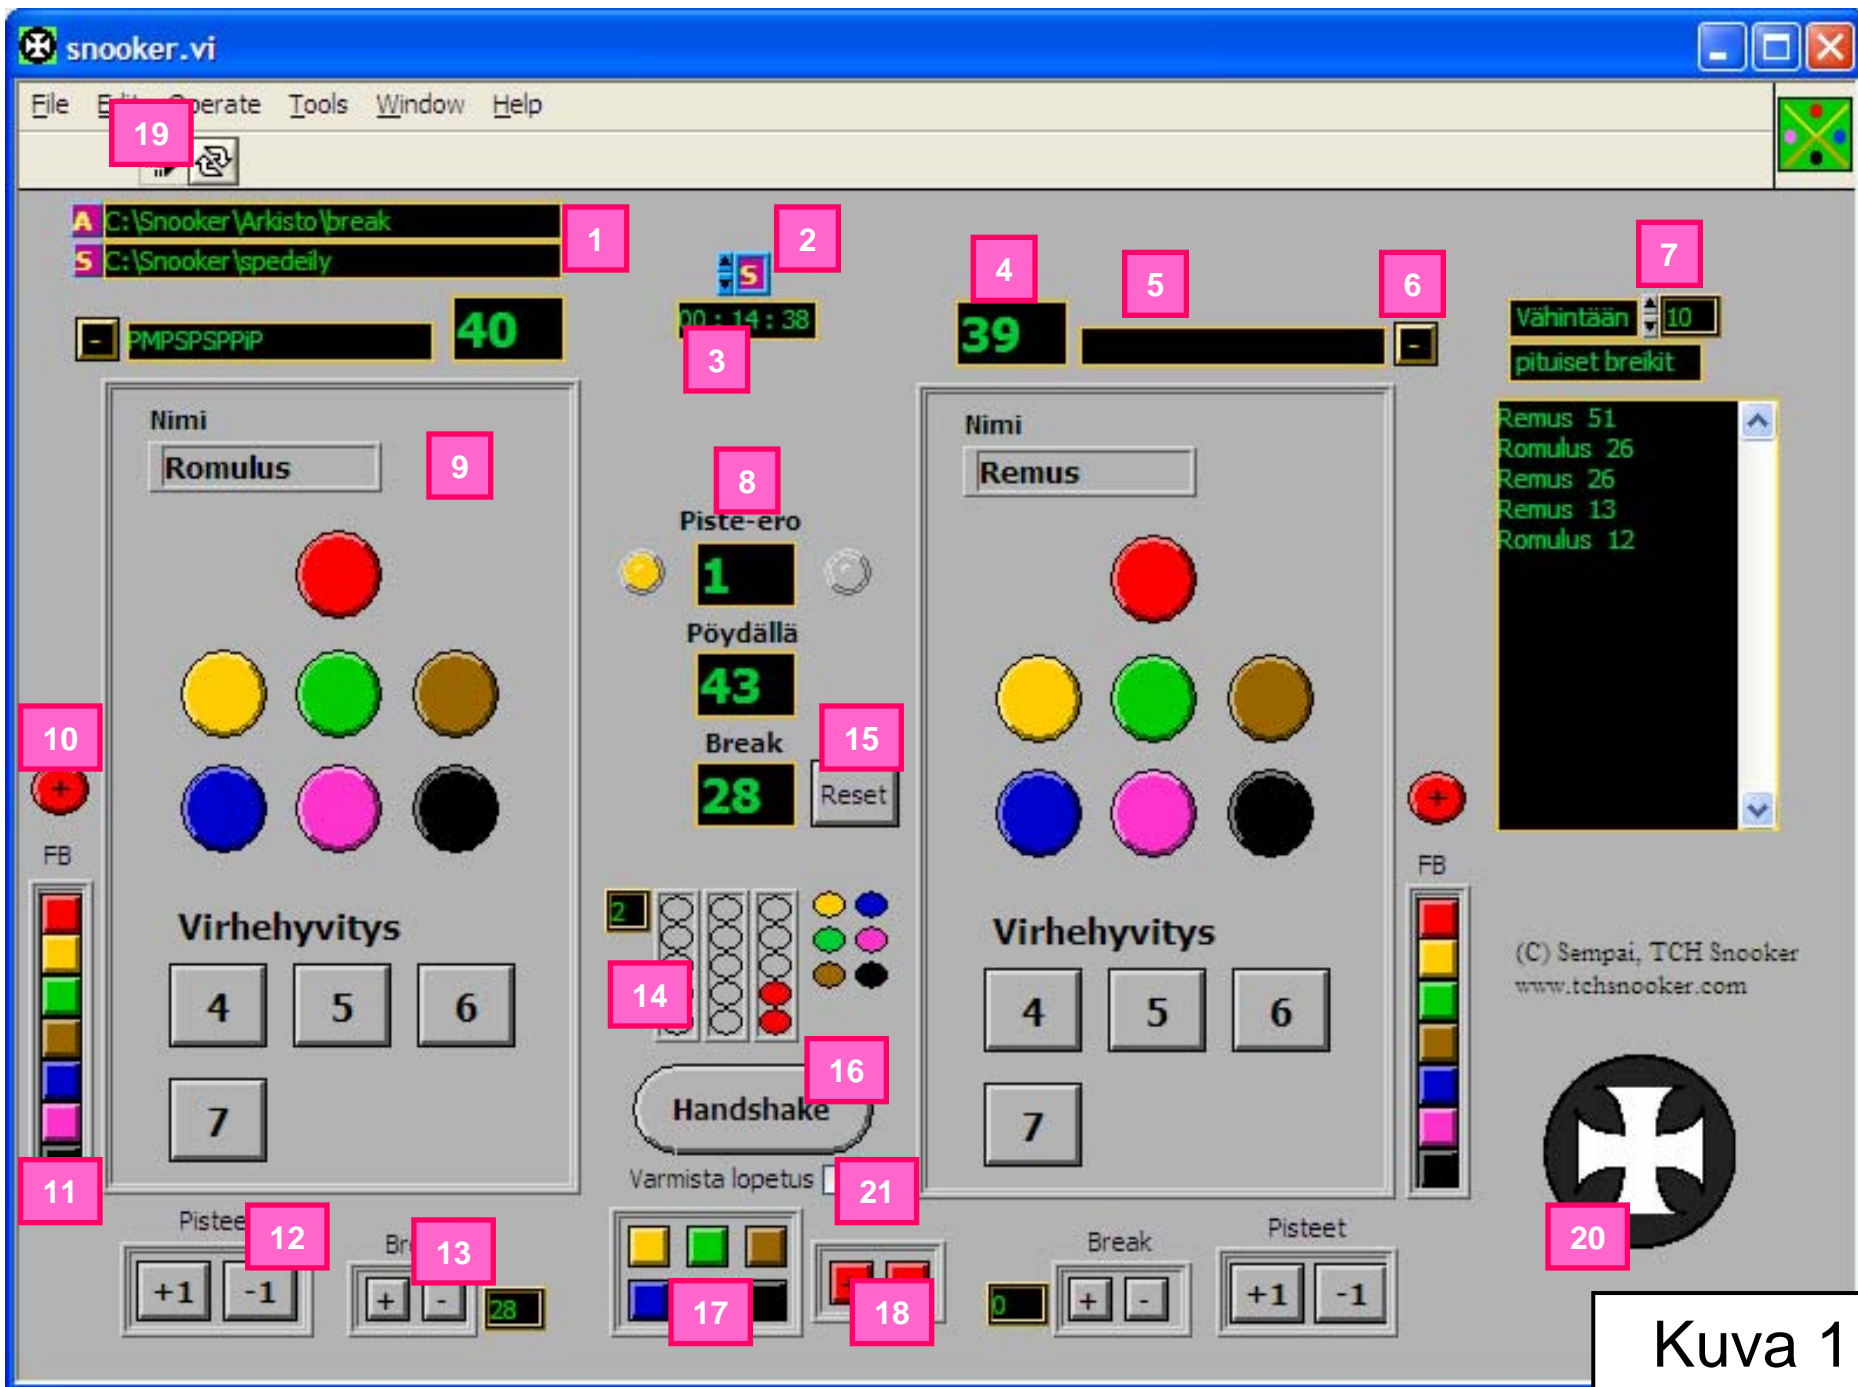 snooker.vi
File Operate Tools Window Help
19
A C:\Snooker\Arkisto\break
S C:\Snooker\spedeily
1
2
S
3
4
5
6
7
- PMPSPSPPiP
40
00 : 14 : 38
39
-
Vähintään 10
pituiset breikit
Remus 51
Romulus 26
Remus 26
Remus 13
Romulus 12
Nimi
Romulus
9
8
Piste-ero
1
Pöydällä
43
Break
28
15
Reset
Nimi
Remus
10
+
FB
11
Virhehyvitys
4 5 6
7
2
14
16
Handshake
Varmista lopetus
21
Virhehyvitys
4 5 6
7
+
FB
(C) Sempai, TCH Snooker
www.tchsnooker.com
20
12
+1 -1
13
+ -
28
17
18
0
Break
+ -
Pisteet
+1 -1
Kuva 1